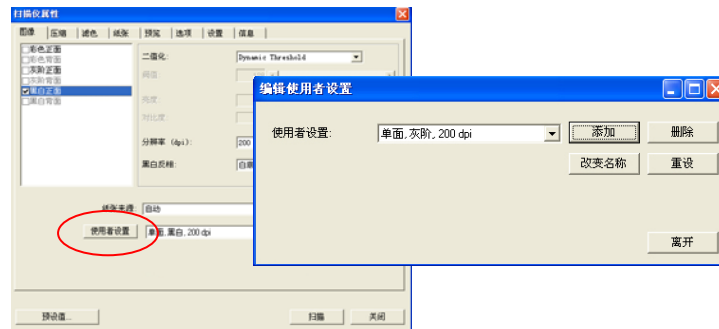 扫描仪属性
图像 压缩 滤色 纸张 预览 选项 设置 信息
彩色正面
彩色背面
灰阶正面
灰阶背面
黑白正面
黑白背面
二值化: Dynamic Threshold
阈值
亮度:
对比度:
分辨率 (dpi): 200
黑白反相:
纸张来源: 自动
使用者设置 单面, 黑白, 200 dpi
预设值... 扫描 关闭
编辑使用者设置
使用者设置: 单面, 灰阶, 200 dpi 添加 删除
改变名称 重设
离开